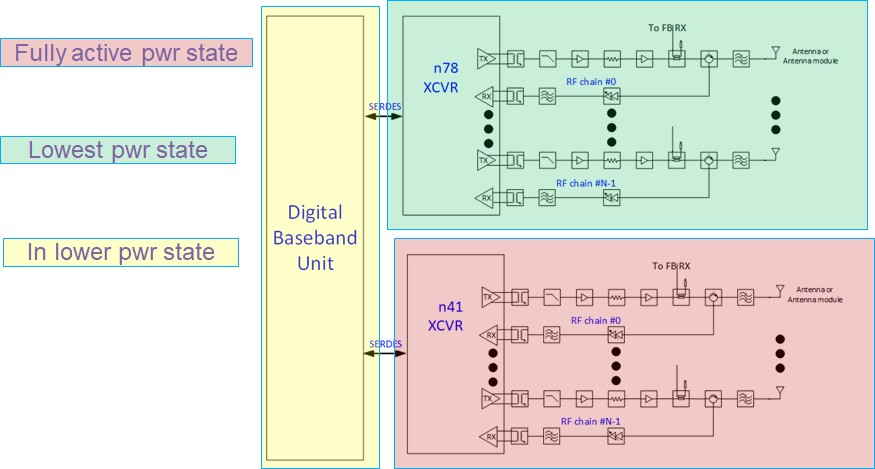 Fully active pwr state
Lowest pwr state
In lower pwr state
Digital
Baseband
Unit
SERDES
SERDES
n78
XCVR
TX
RX
TX
RX
To FB RX
RF chain #0
RF chain #N-1
Antenna or
Antenna module
n41
XCVR
TX
RX
TX
RX
To FB RX
RF chain #0
RF chain #N-1
Antenna or
Antenna module